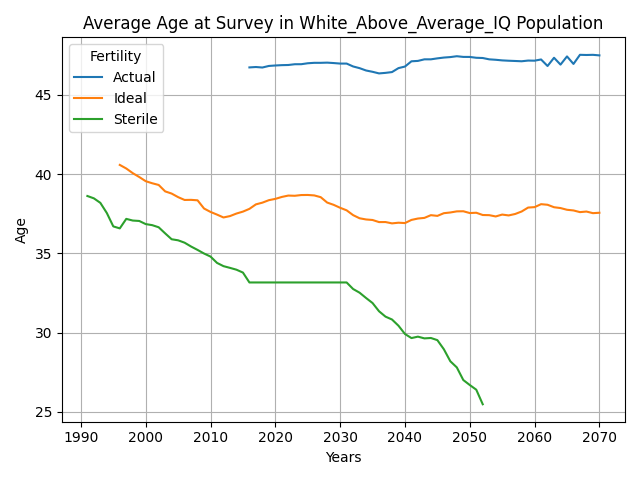 Average Age at Survey in White_Above_Average_IQ Population
Fertility
Actual
Ideal
Sterile
Age
45
40
35
30
25
1990 2000 2010 2020 2030 2040 2050 2060 2070
Years